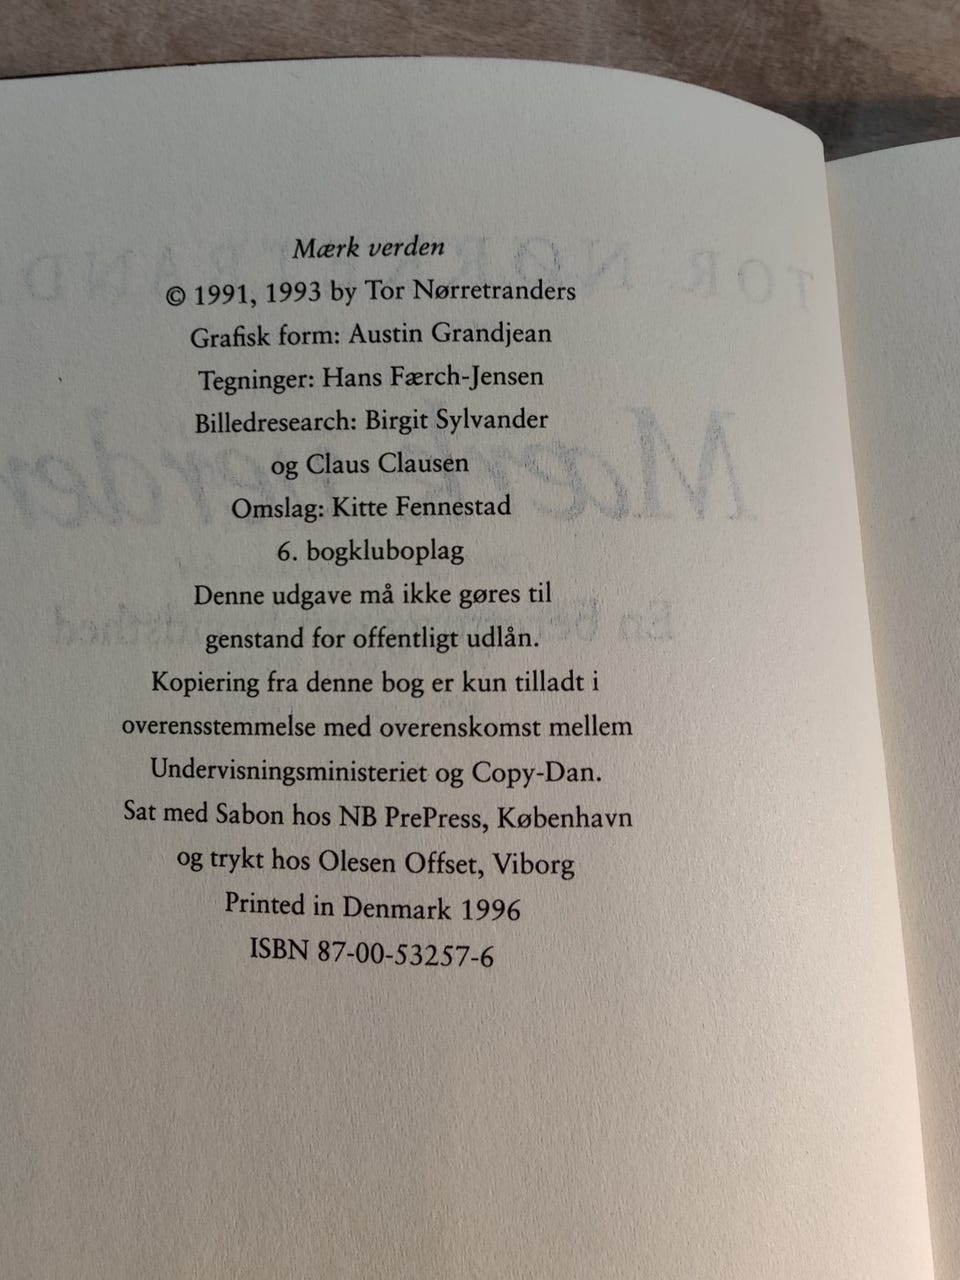 Mærk verden
© 1991, 1993 by Tor Nørretranders
Grafisk form: Austin Grandjean
Tegninger: Hans Færch-Jensen
Billedresearch: Birgit Sylvander
og Claus Clausen
Omslag: Kitte Fennestad
6. bogkluboplag
Denne udgave må ikke gøres til
genstand for offentligt udlån.
Kopiering fra denne bog er kun tilladt i
overensstemmelse med overenskomst mellem
Undervisningsministeriet og Copy-Dan.
Sat med Sabon hos NB PrePress, København
og trykt hos Olesen Offset, Viborg
Printed in Denmark 1996
ISBN 87-00-53257-6